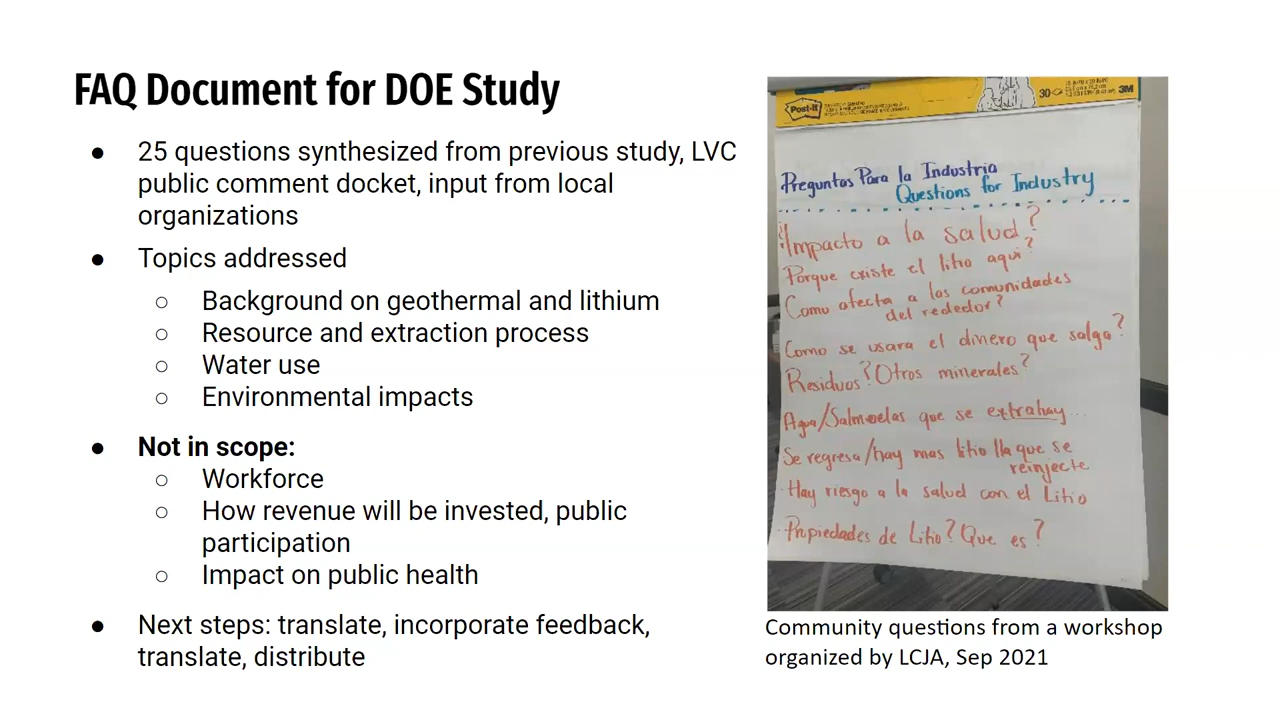 FAQ Document for DOE Study
● 25 questions synthesized from previous study, LVC
public comment docket, input from local
organizations
● Topics addressed
○ Background on geothermal and lithium
○ Resource and extraction process
○ Water use
○ Environmental impacts
● Not in scope:
○ Workforce
○ How revenue will be invested, public
participation
○ Impact on public health
● Next steps: translate, incorporate feedback,
translate, distribute
Post-it
30
3M
Preguntas Para la Industria
Questions for Industry
Impacto a la salud?
Porque existe el litio aqui?
Como afecta a las comunidades
del rededor?
Como se usara el dinero que salga?
Residuos? Otros minerales?
Agua/Salmuelas que se extrahay...
Se regresa/hay mas litio lla que se
reinjecte
Hay riesgo a la salud con el Litio
Propiedades de Litio? Que es?
Community questions from a workshop
organized by LCJA, Sep 2021